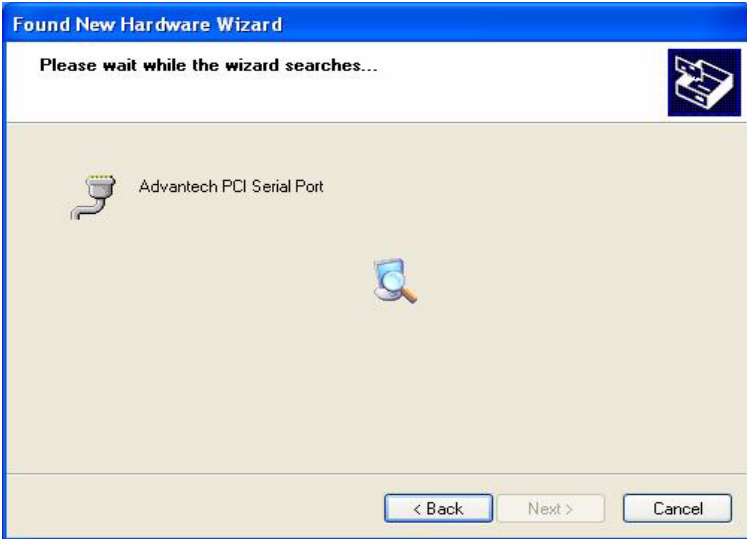 Found New Hardware Wizard
Please wait while the wizard searches...
Advantech PCI Serial Port
< Back
Next >
Cancel